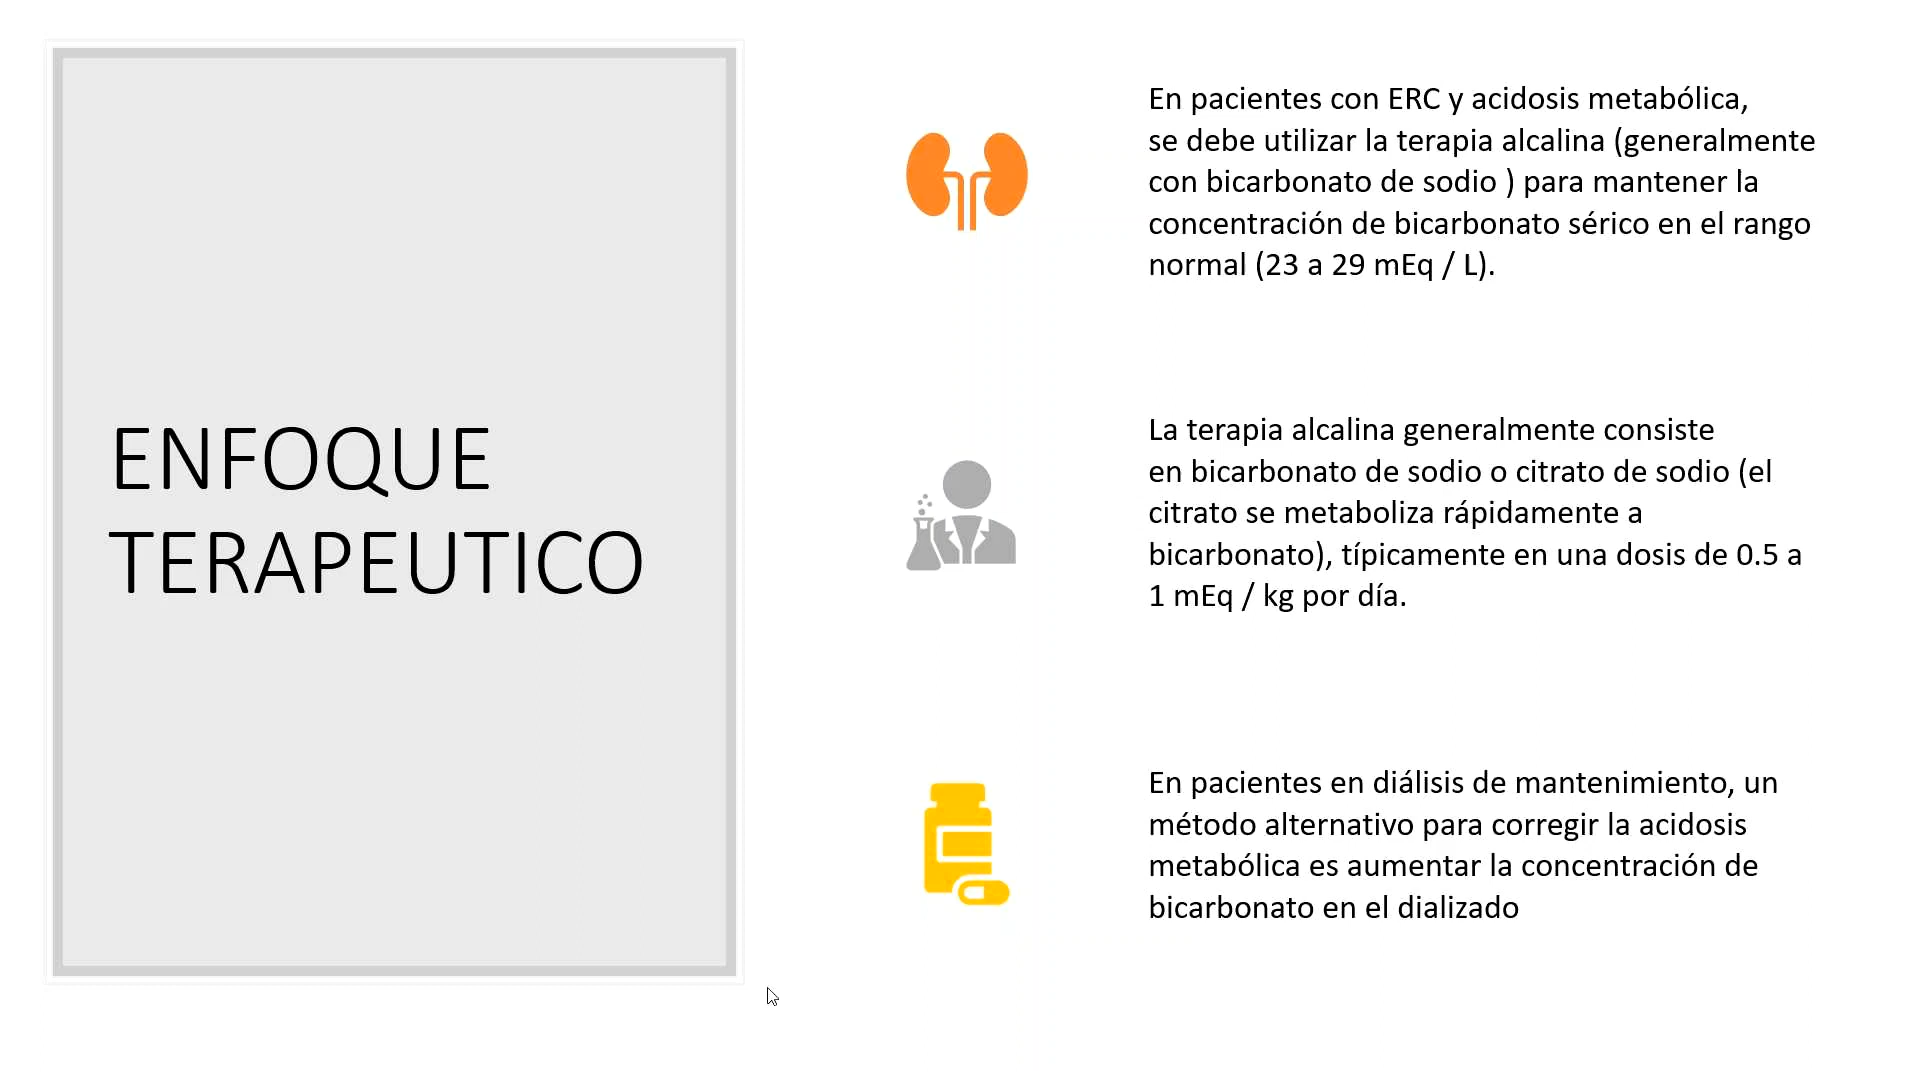 ENFOQUE
TERAPEUTICO
En pacientes con ERC y acidosis metabólica,
se debe utilizar la terapia alcalina (generalmente
con bicarbonato de sodio ) para mantener la
concentración de bicarbonato sérico en el rango
normal (23 a 29 mEq / L).
La terapia alcalina generalmente consiste
en bicarbonato de sodio o citrato de sodio (el
citrato se metaboliza rápidamente a
bicarbonato), típicamente en una dosis de 0.5 a
1 mEq / kg por día.
En pacientes en diálisis de mantenimiento, un
método alternativo para corregir la acidosis
metabólica es aumentar la concentración de
bicarbonato en el dializado